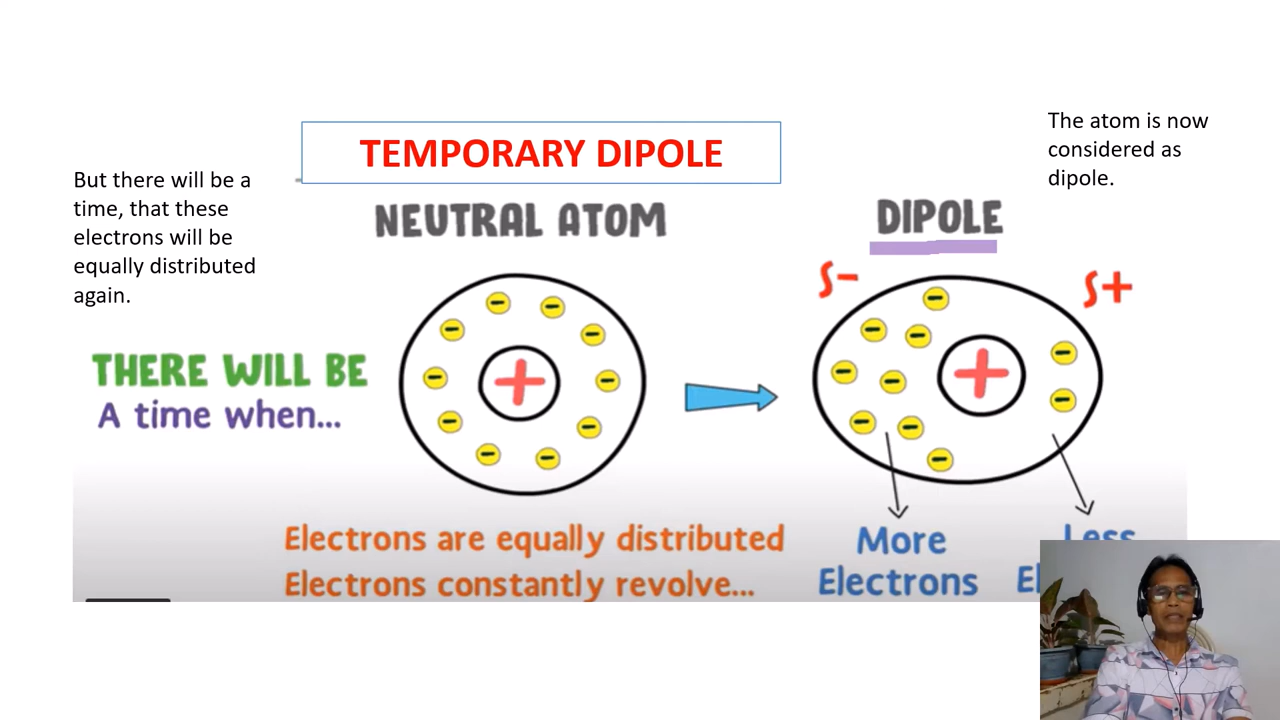 TEMPORARY DIPOLE
The atom is now
considered as
dipole.
But there will be a
time, that these
electrons will be
equally distributed
again.
NEUTRAL ATOM
DIPOLE
δ-
δ+
THERE WILL BE
A time when...
Electrons are equally distributed
Electrons constantly revolve...
More
Electrons
Less